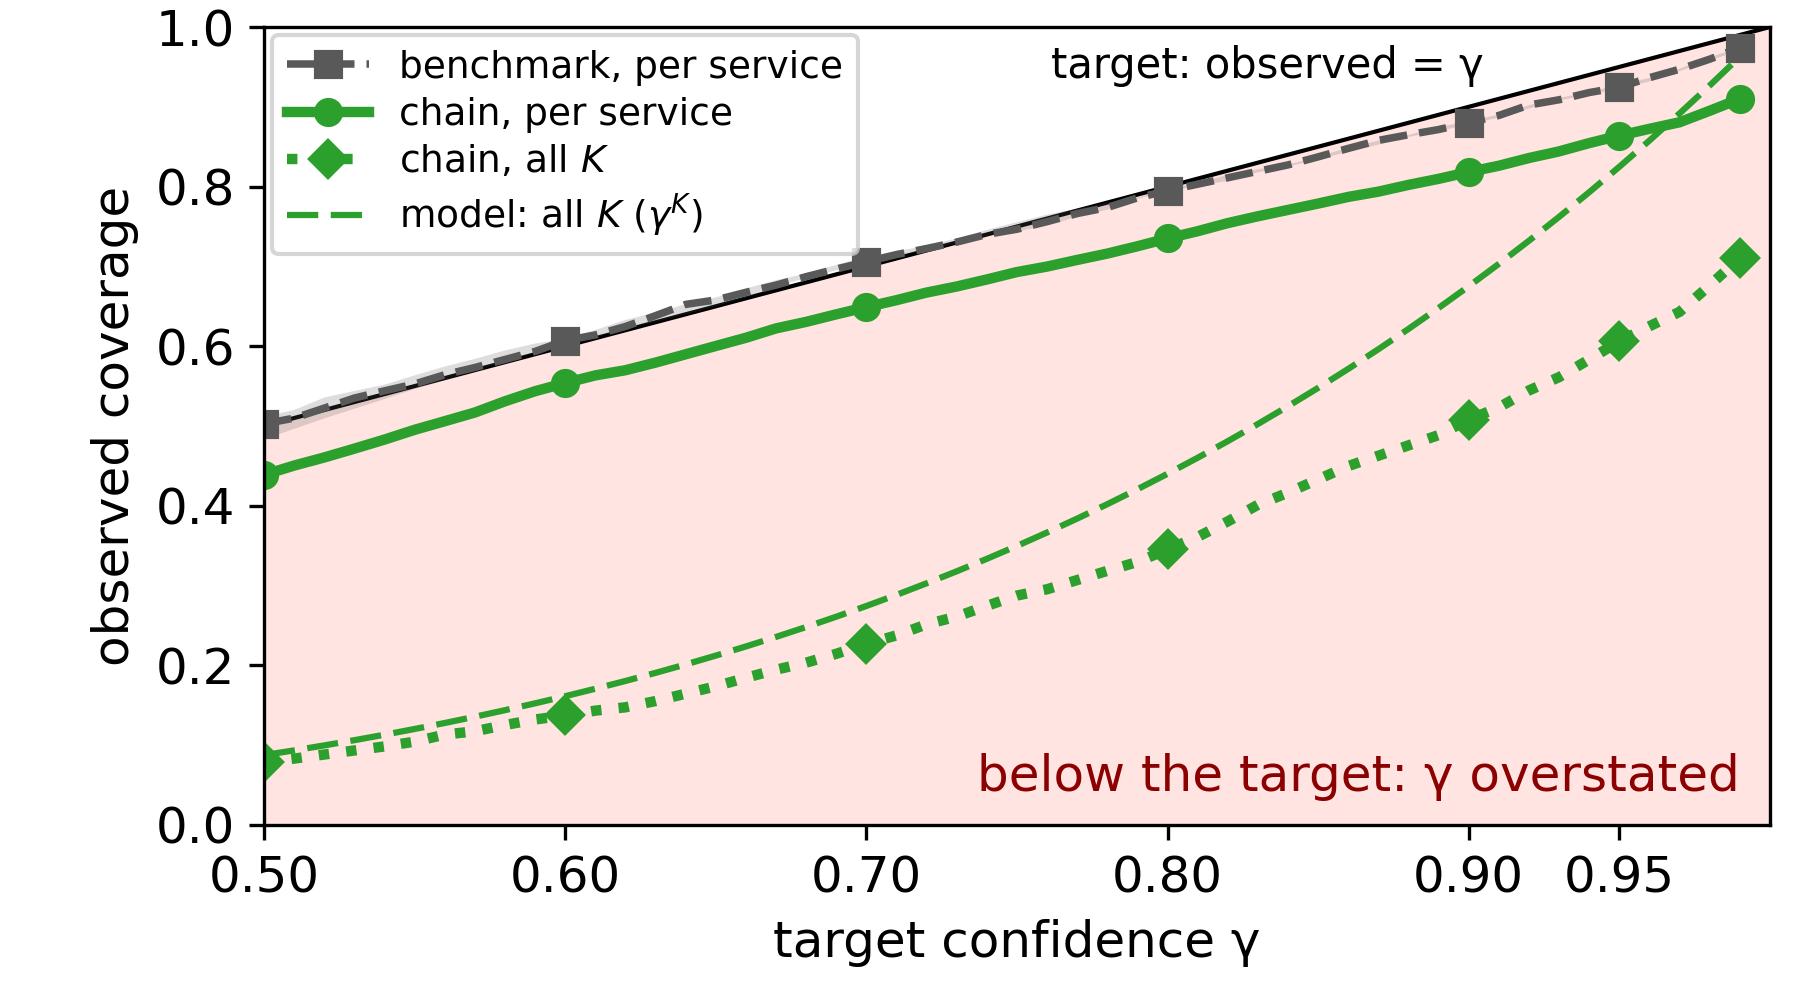 observed coverage
1.0
0.8
0.6
0.4
0.2
0.0
benchmark, per service
chain, per service
chain, all K
model: all K (γ^K)
target: observed = γ
below the target: γ overstated
0.50 0.60 0.70 0.80 0.90 0.95
target confidence γ